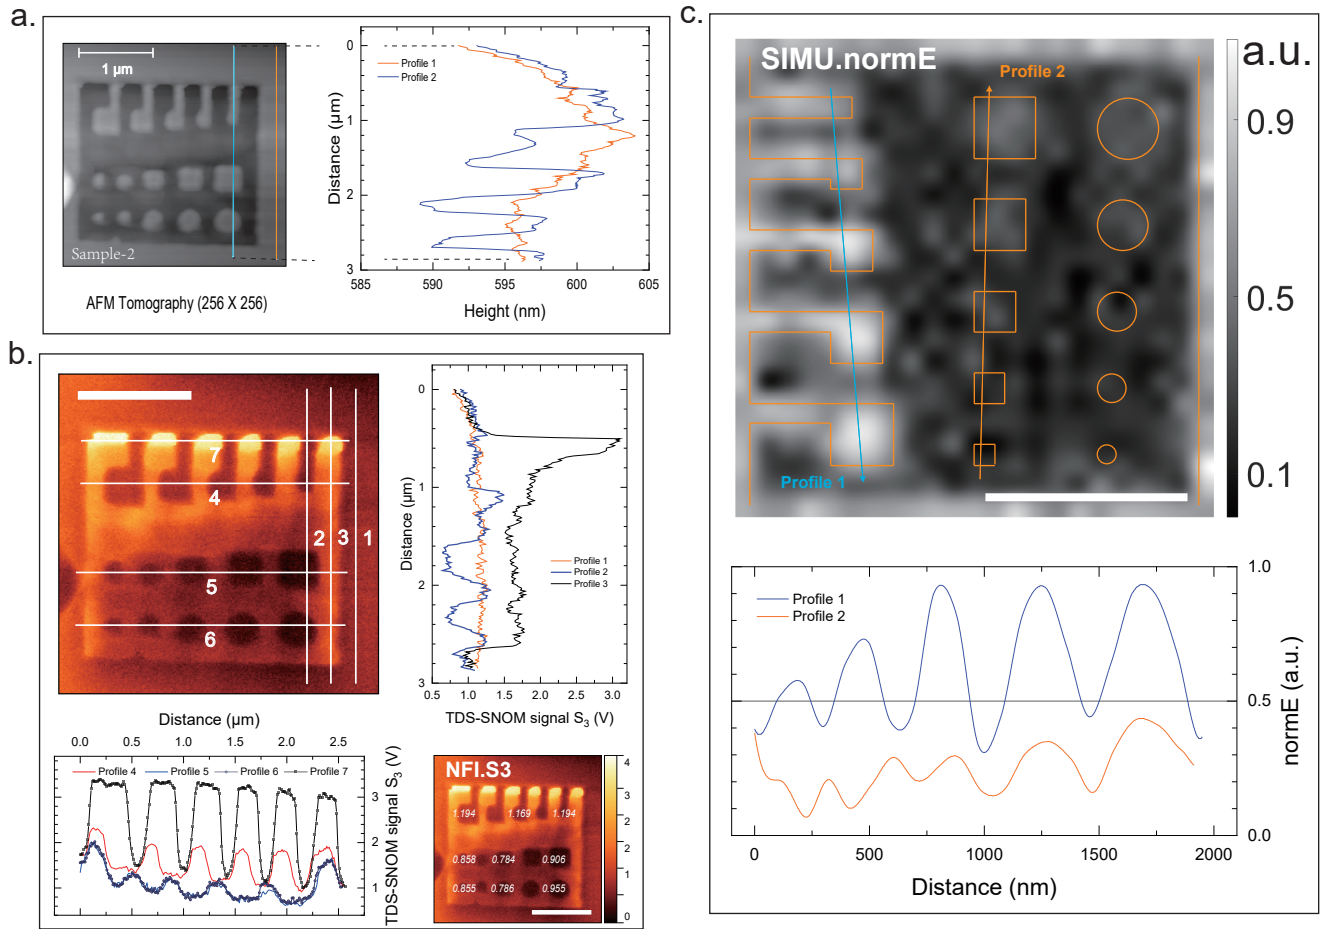 a.
1 µm
Sample-2
AFM Tomography (256 X 256)
Profile 1
Profile 2
Distance (µm)
0
1
2
3
585
590
595
600
605
Height (nm)
b.
7
4
2
3
1
5
6
0
1
2
3
Distance (µm)
Profile 1
Profile 2
Profile 3
0.5
1.0
1.5
2.0
2.5
3.0
TDS-SNOM signal S3 (V)
Distance (µm)
0.0
0.5
1.0
1.5
2.0
2.5
Profile 4
Profile 5
Profile 6
Profile 7
3
2
1
TDS-SNOM signal S3 (V)
NFI.S3
1.194
1.169
1.194
0.858
0.784
0.906
0.855
0.786
0.955
4
3
2
2
1
0
c.
SIMU.normE
Profile 2
Profile 1
a.u.
0.9
0.5
0.1
Profile 1
Profile 2
1.0
0.5
0.0
normE (a.u.)
0
500
1000
1500
2000
Distance (nm)